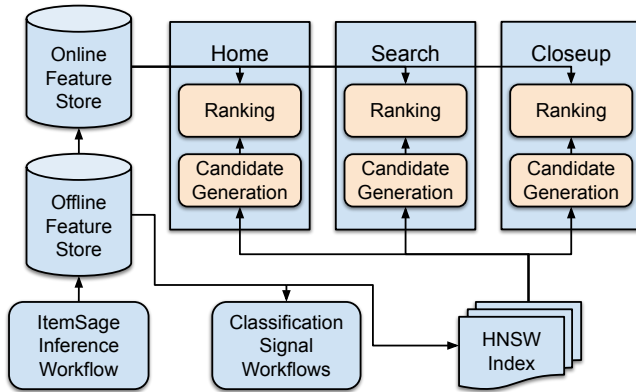 Online
Feature
Store
Home
Search
Closeup
Ranking
Ranking
Ranking
Candidate
Generation
Candidate
Generation
Candidate
Generation
Offline
Feature
Store
ItemSage
Inference
Workflow
Classification
Signal
Workflows
HNSW
Index